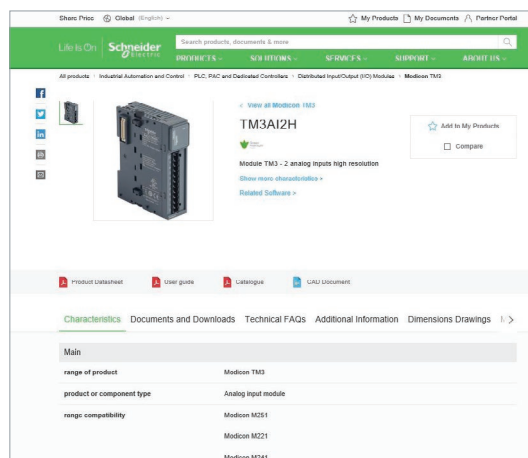 Share Price Global (English) My Products My Documents Partner Portal
Life Is On Schneider Electric
Search products, documents & more
PRODUCTS SOLUTIONS SERVICES SUPPORT ABOUT US
All products Industrial Automation and Control PLC, PAC and Dedicated Controllers Distributed Input/Output (I/O) Modules Modicon TM3
« View all Modicon TM3
TM3AI2H
Add to My Products
Compare
Module TM3 - 2 analog inputs high resolution
Show more characteristics »
Related Software »
Product Datasheet User guide Catalogue CAD Document
Characteristics Documents and Downloads Technical FAQs Additional Information Dimensions Drawings
Main
range of product Modicon TM3
product or component type Analog input module
range compatibility Modicon M251
Modicon M221
Modicon M241